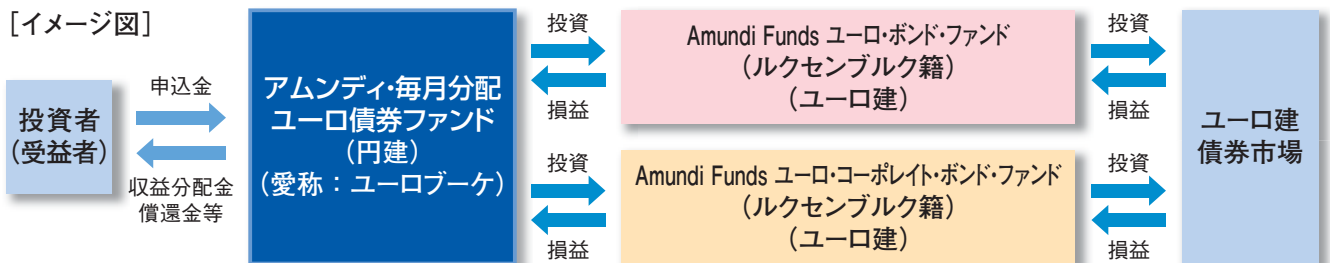 ［イメージ図］
投資者
（受益者）
申込金
収益分配金
償還金等
アムンディ・毎月分配
ユーロ債券ファンド
（円建）
（愛称：ユーロブーケ）
投資
損益
投資
損益
Amundi Funds ユーロ・ボンド・ファンド
（ルクセンブルク籍）
（ユーロ建）
Amundi Funds ユーロ・コーポレイト・ボンド・ファンド
（ルクセンブルク籍）
（ユーロ建）
投資
損益
投資
損益
ユーロ建
債券市場